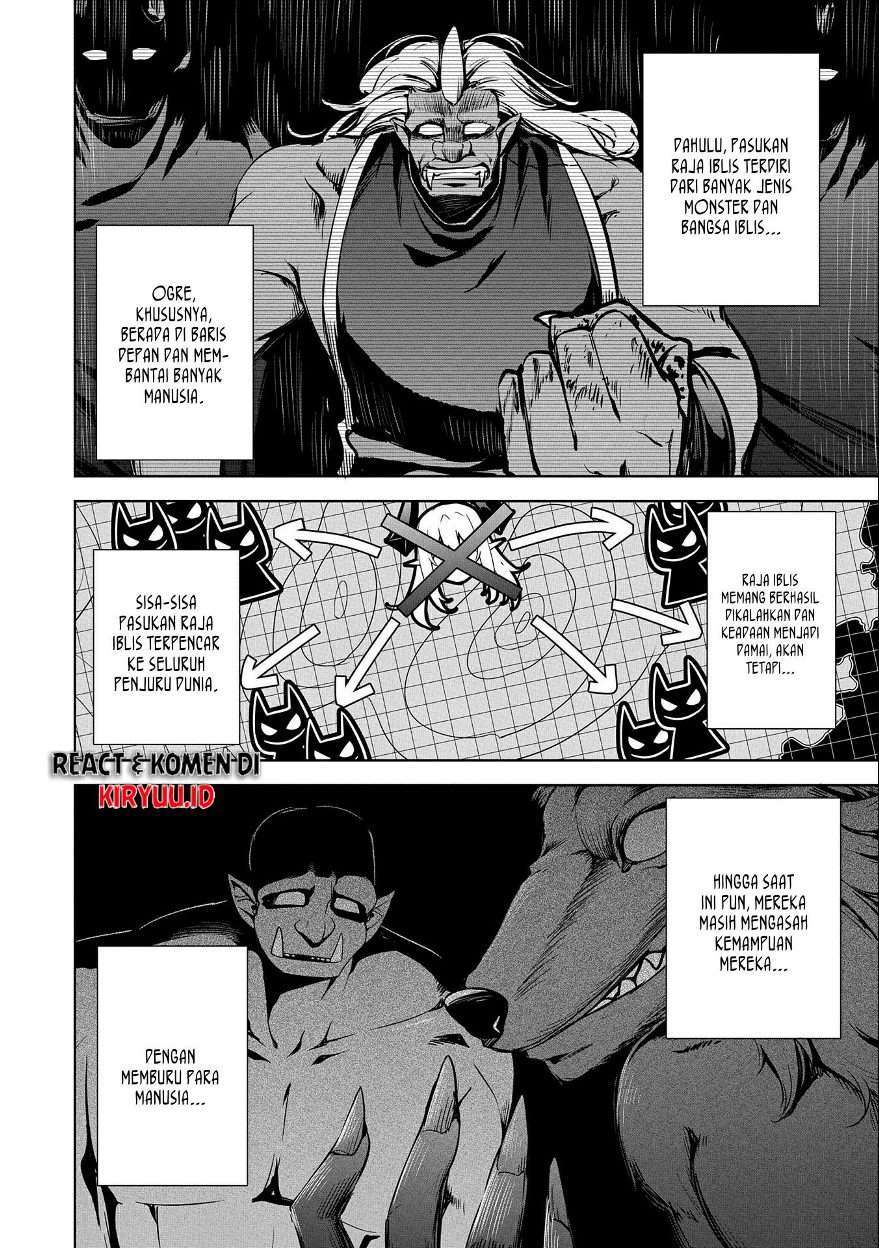 DAHULU, PASUKAN
RAJA IBLIS TERDIRI
DARI BANYAK JENIS
MONSTER DAN
BANGSA IBLIS...
OGRE,
KHUSUSNYA,
BERADA DI BARIS
DEPAN DAN MEM-
BANTAI BANYAK
MANUSIA.
RAJA IBLIS
MEMANG BERHASIL
DIKALAHKAN DAN
KEADAAN MENJADI
DAMAI, AKAN
TETAPI...
SISA-SISA
PASUKAN RAJA
IBLIS TERPENCAR
KE SELURUH
PENJURU DUNIA.
REACT & KOMEN DI
KIRYUU.ID
HINGGA SAAT
INI PUN, MEREKA
MASIH MENGASAH
KEMAMPUAN
MEREKA...
DENGAN
MEMBURU PARA
MANUSIA...